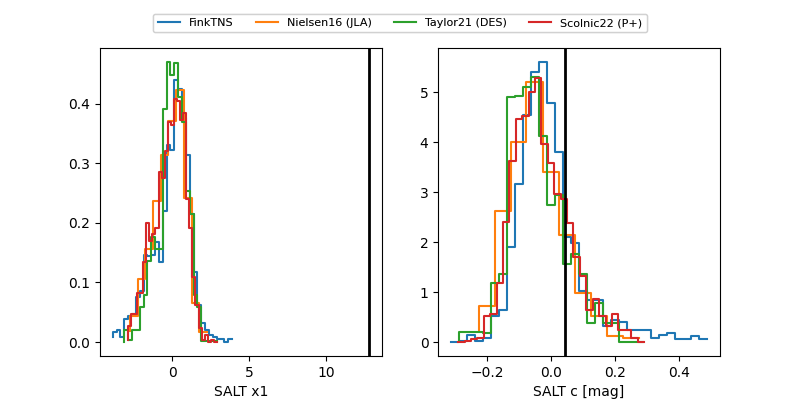 FinkTNS Nielsen16 (JLA) Taylor21 (DES) Scolnic22 (P+)
0.4
0.3
0.2
0.1
0.0
0 5 10
SALT x1
5
4
3
2
1
0
−0.2 0.0 0.2 0.4
SALT c [mag]